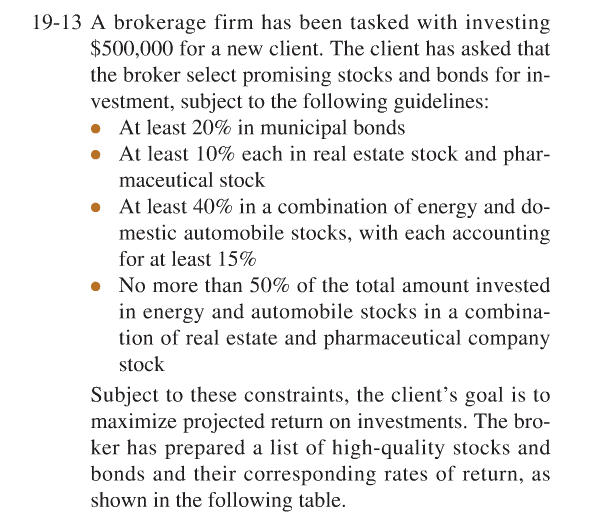 19-13 A brokerage firm has been tasked with investing
$500,000 for a new client. The client has asked that
the broker select promising stocks and bonds for in-
vestment, subject to the following guidelines:
• At least 20% in municipal bonds
• At least 10% each in real estate stock and phar-
maceutical stock
• At least 40% in a combination of energy and do-
mestic automobile stocks, with each accounting
for at least 15%
• No more than 50% of the total amount invested
in energy and automobile stocks in a combina-
tion of real estate and pharmaceutical company
stock
Subject to these constraints, the client's goal is to
maximize projected return on investments. The bro-
ker has prepared a list of high-quality stocks and
bonds and their corresponding rates of return, as
shown in the following table.